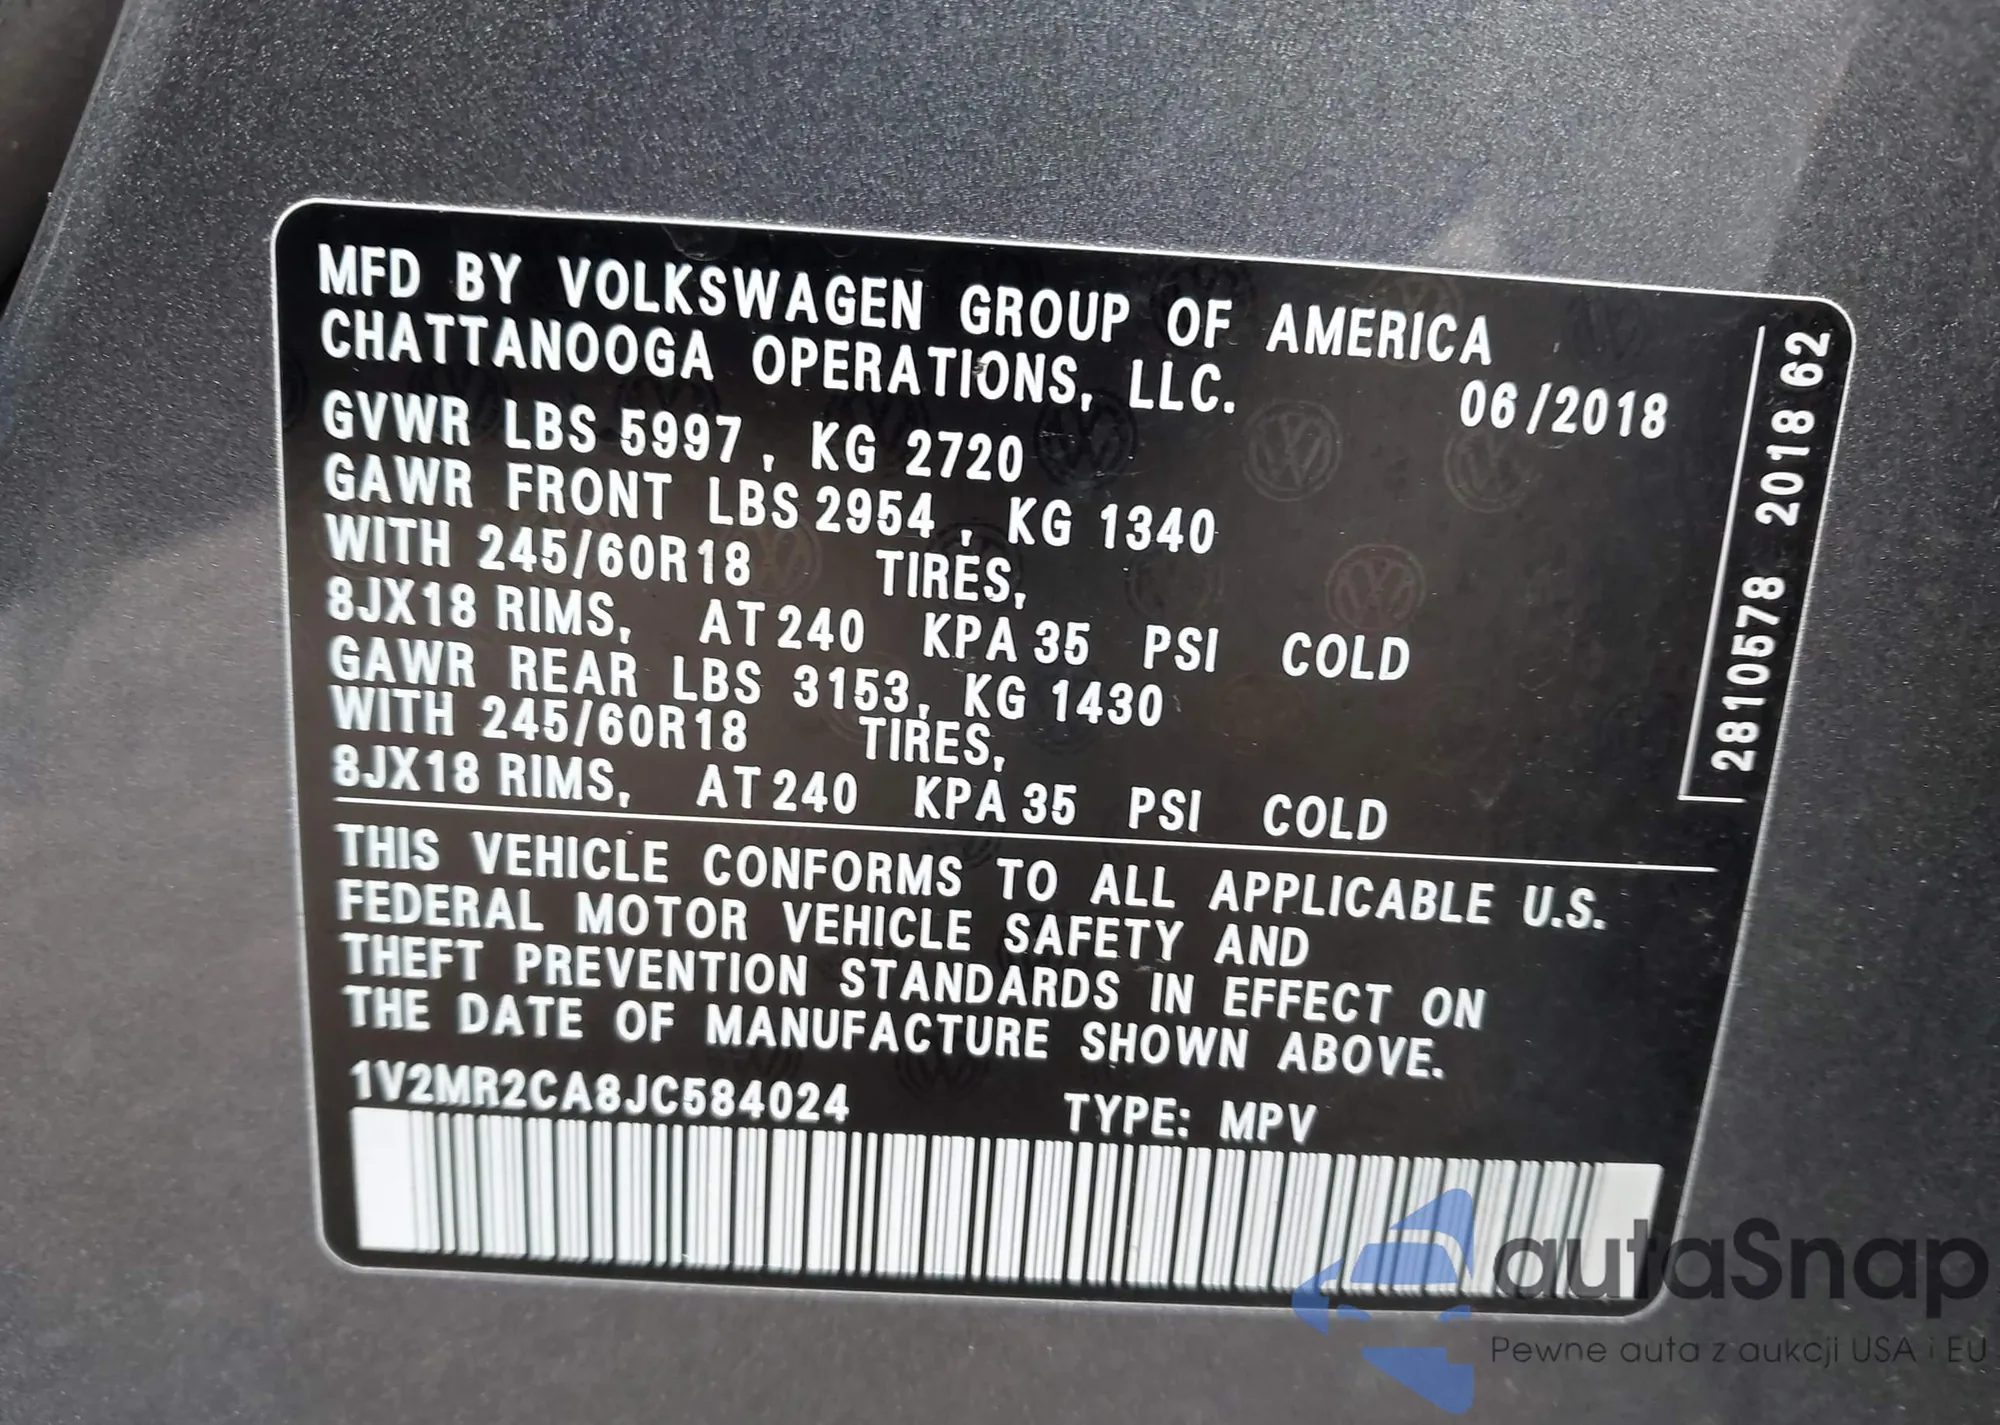 MFD BY VOLKSWAGEN GROUP OF AMERICA
CHATTANOOGA OPERATIONS, LLC.
06/2018
GVWR LBS 5997, KG 2720
GAWR FRONT LBS 2954, KG 1340
WITH 245/60R18 TIRES,
8JX18 RIMS, AT 240 KPA 35 PSI COLD
GAWR REAR LBS 3153, KG 1430
WITH 245/60R18 TIRES,
8JX18 RIMS, AT 240 KPA 35 PSI COLD
2810578 2018 62
THIS VEHICLE CONFORMS TO ALL APPLICABLE U.S.
FEDERAL MOTOR VEHICLE SAFETY AND
THEFT PREVENTION STANDARDS IN EFFECT ON
THE DATE OF MANUFACTURE SHOWN ABOVE.
1V2MR2CA8JC584024 TYPE: MPV
autaSnap
Pewne auta z aukcji USA i EU